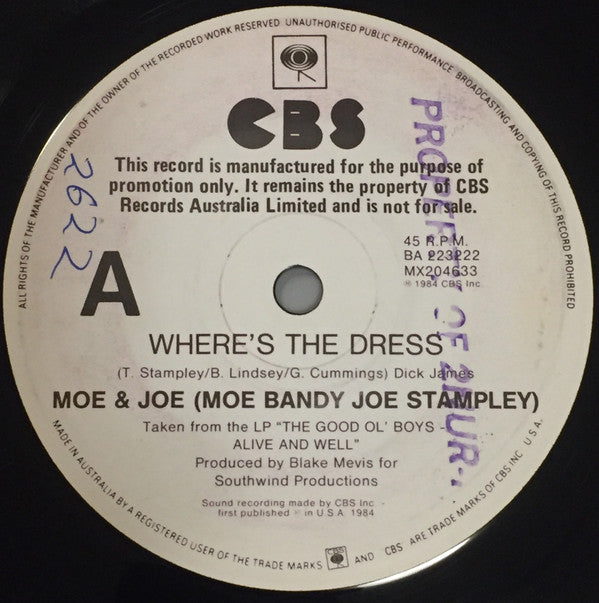 ALL RIGHTS OF THE MANUFACTURER AND OF THE OWNER OF THE RECORDED WORK RESERVED UNAUTHORISED PUBLIC PERFORMANCE BROADCASTING AND COPYING OF THIS RECORD PROHIBITED
CBS
This record is manufactured for the purpose of
promotion only. It remains the property of CBS
Records Australia Limited and is not for sale.
2622
PROPERTY OF
A
45 R.P.M.
BA 223222
MX204633
℗ 1984 CBS Inc.
WHERE'S THE DRESS
(T. Stampley/B. Lindsey/G. Cummings) Dick James
MOE & JOE (MOE BANDY JOE STAMPLEY)
Taken from the LP "THE GOOD OL' BOYS -
ALIVE AND WELL"
Produced by Blake Mevis for
Southwind Productions
Sound recording made by CBS Inc -
first published ℗ in U.S.A. 1984
MADE IN AUSTRALIA BY A REGISTERED USER OF THE TRADE MARKS CBS AND "CBS" ARE TRADE MARKS OF CBS INC U.S.A.